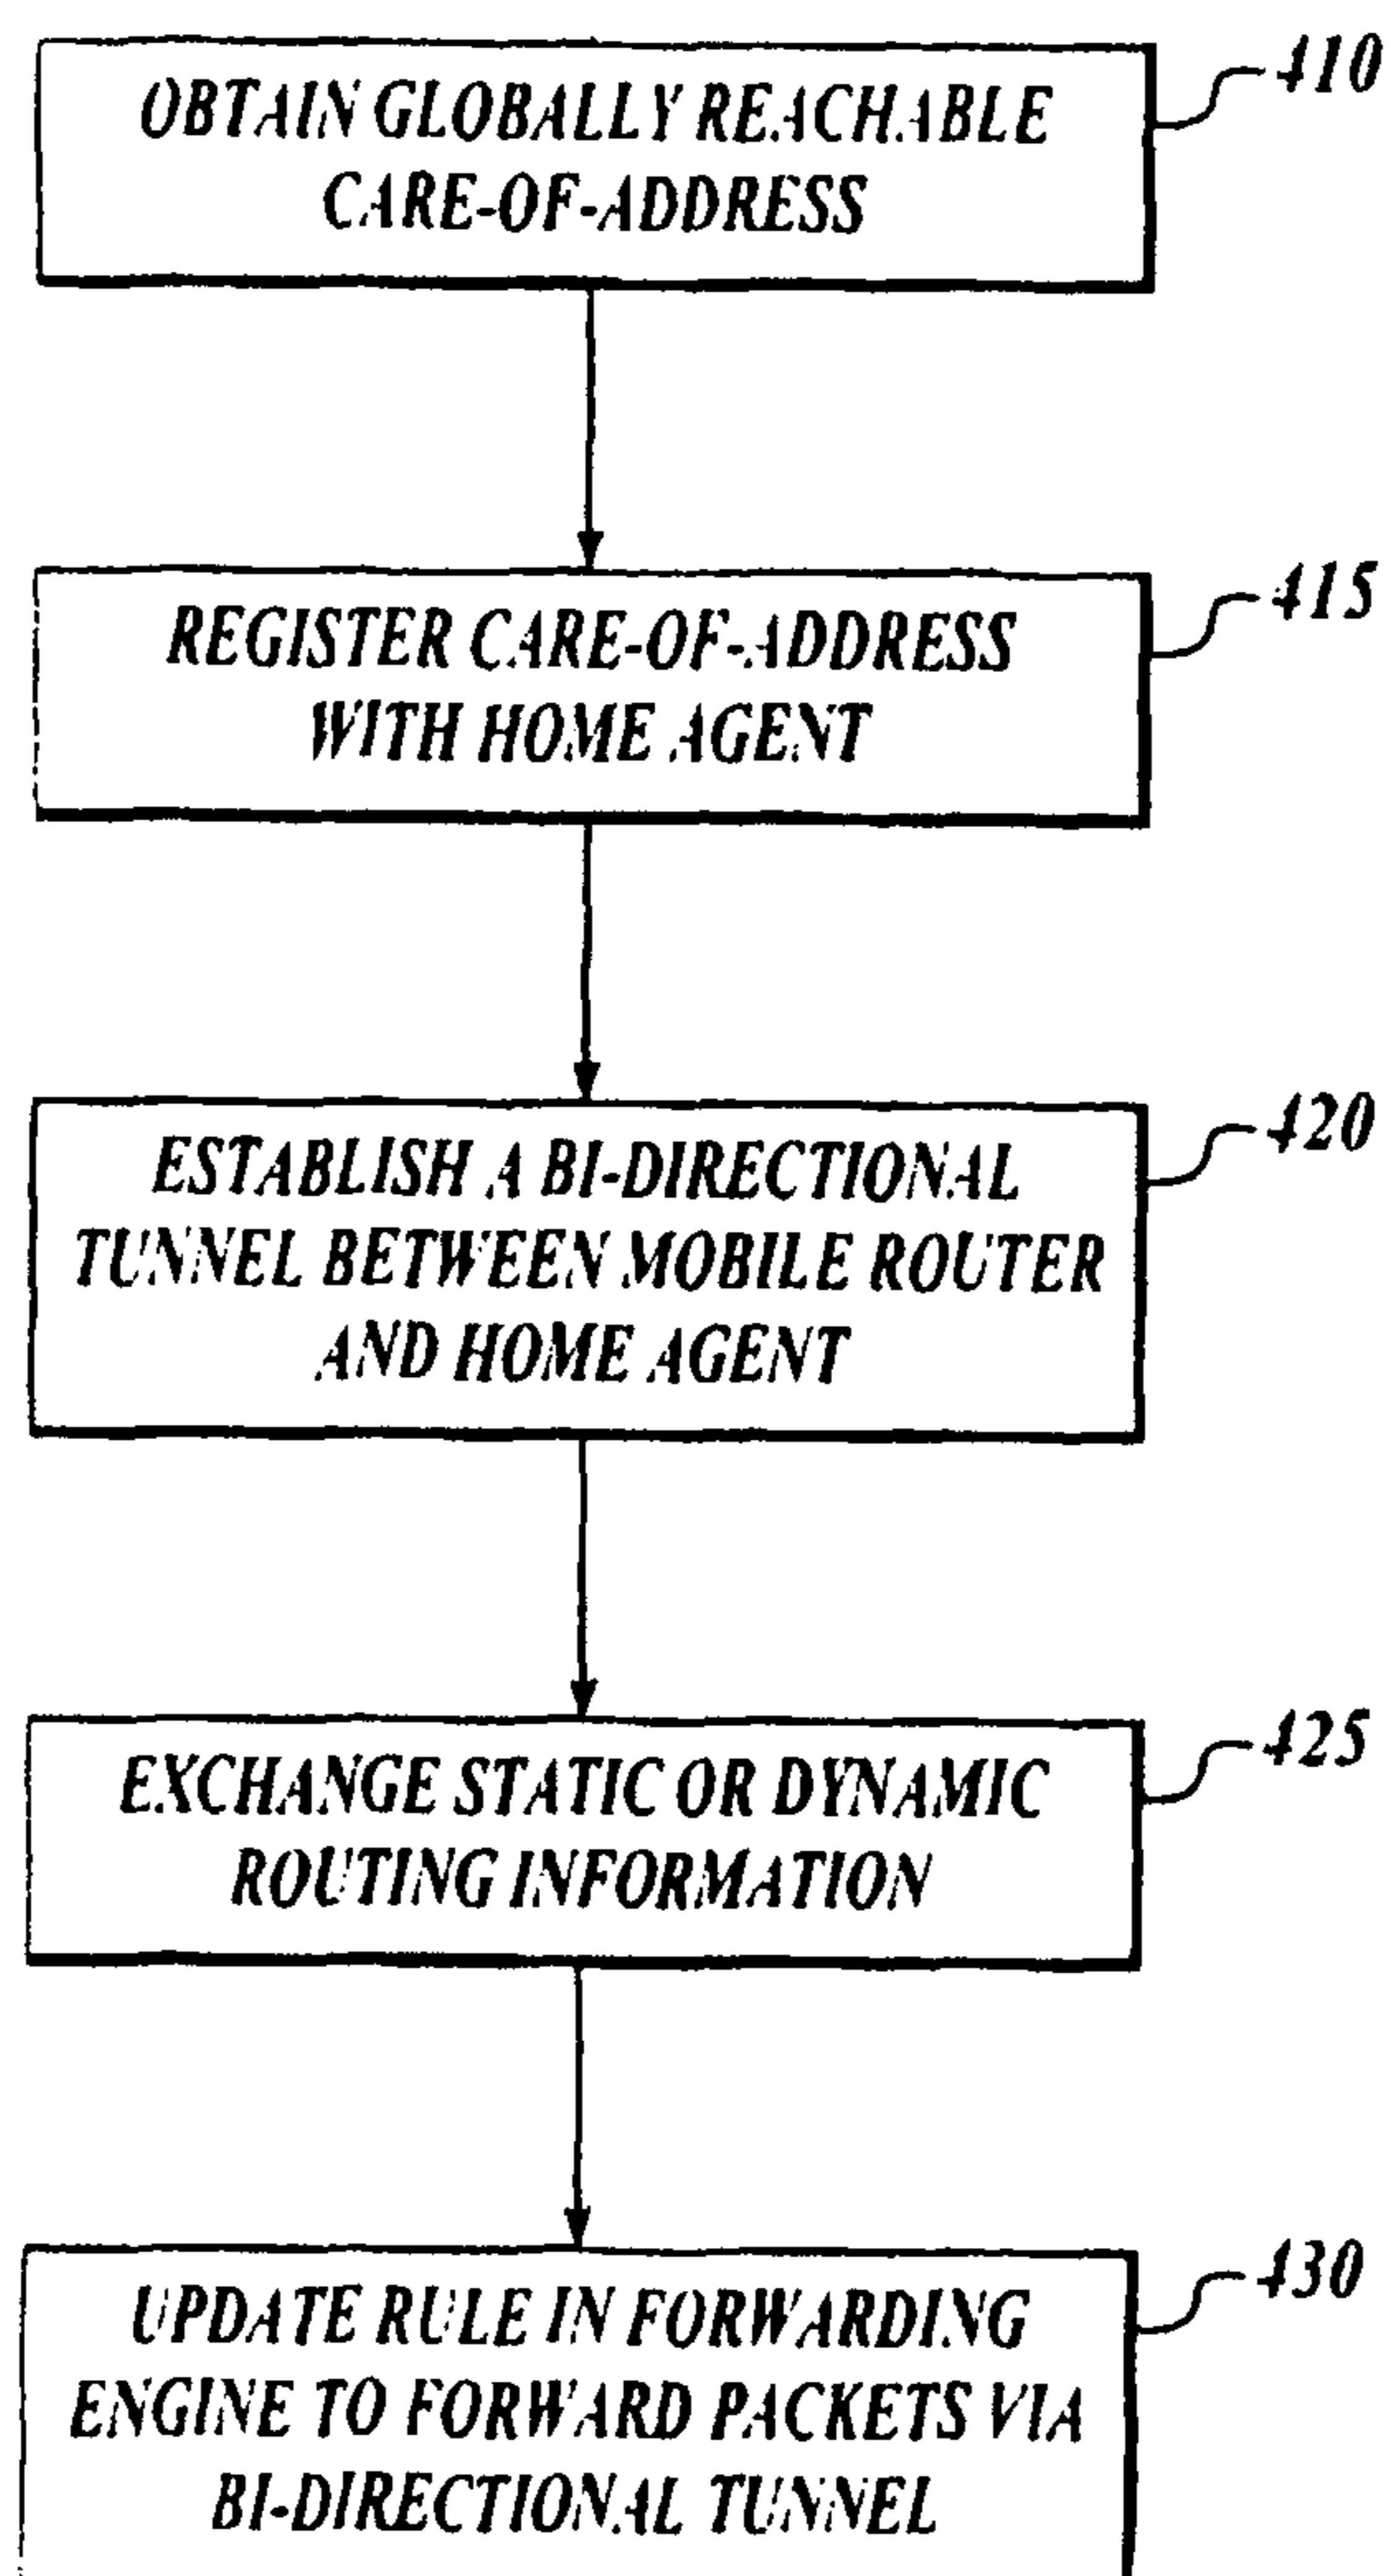 OBTAIN GLOBALLY REACHABLE
CARE-OF-ADDRESS
410
REGISTER CARE-OF-ADDRESS
WITH HOME AGENT
415
ESTABLISH A BI-DIRECTIONAL
TUNNEL BETWEEN MOBILE ROUTER
AND HOME AGENT
420
EXCHANGE STATIC OR DYNAMIC
ROUTING INFORMATION
425
UPDATE RULE IN FORWARDING
ENGINE TO FORWARD PACKETS VIA
BI-DIRECTIONAL TUNNEL
430